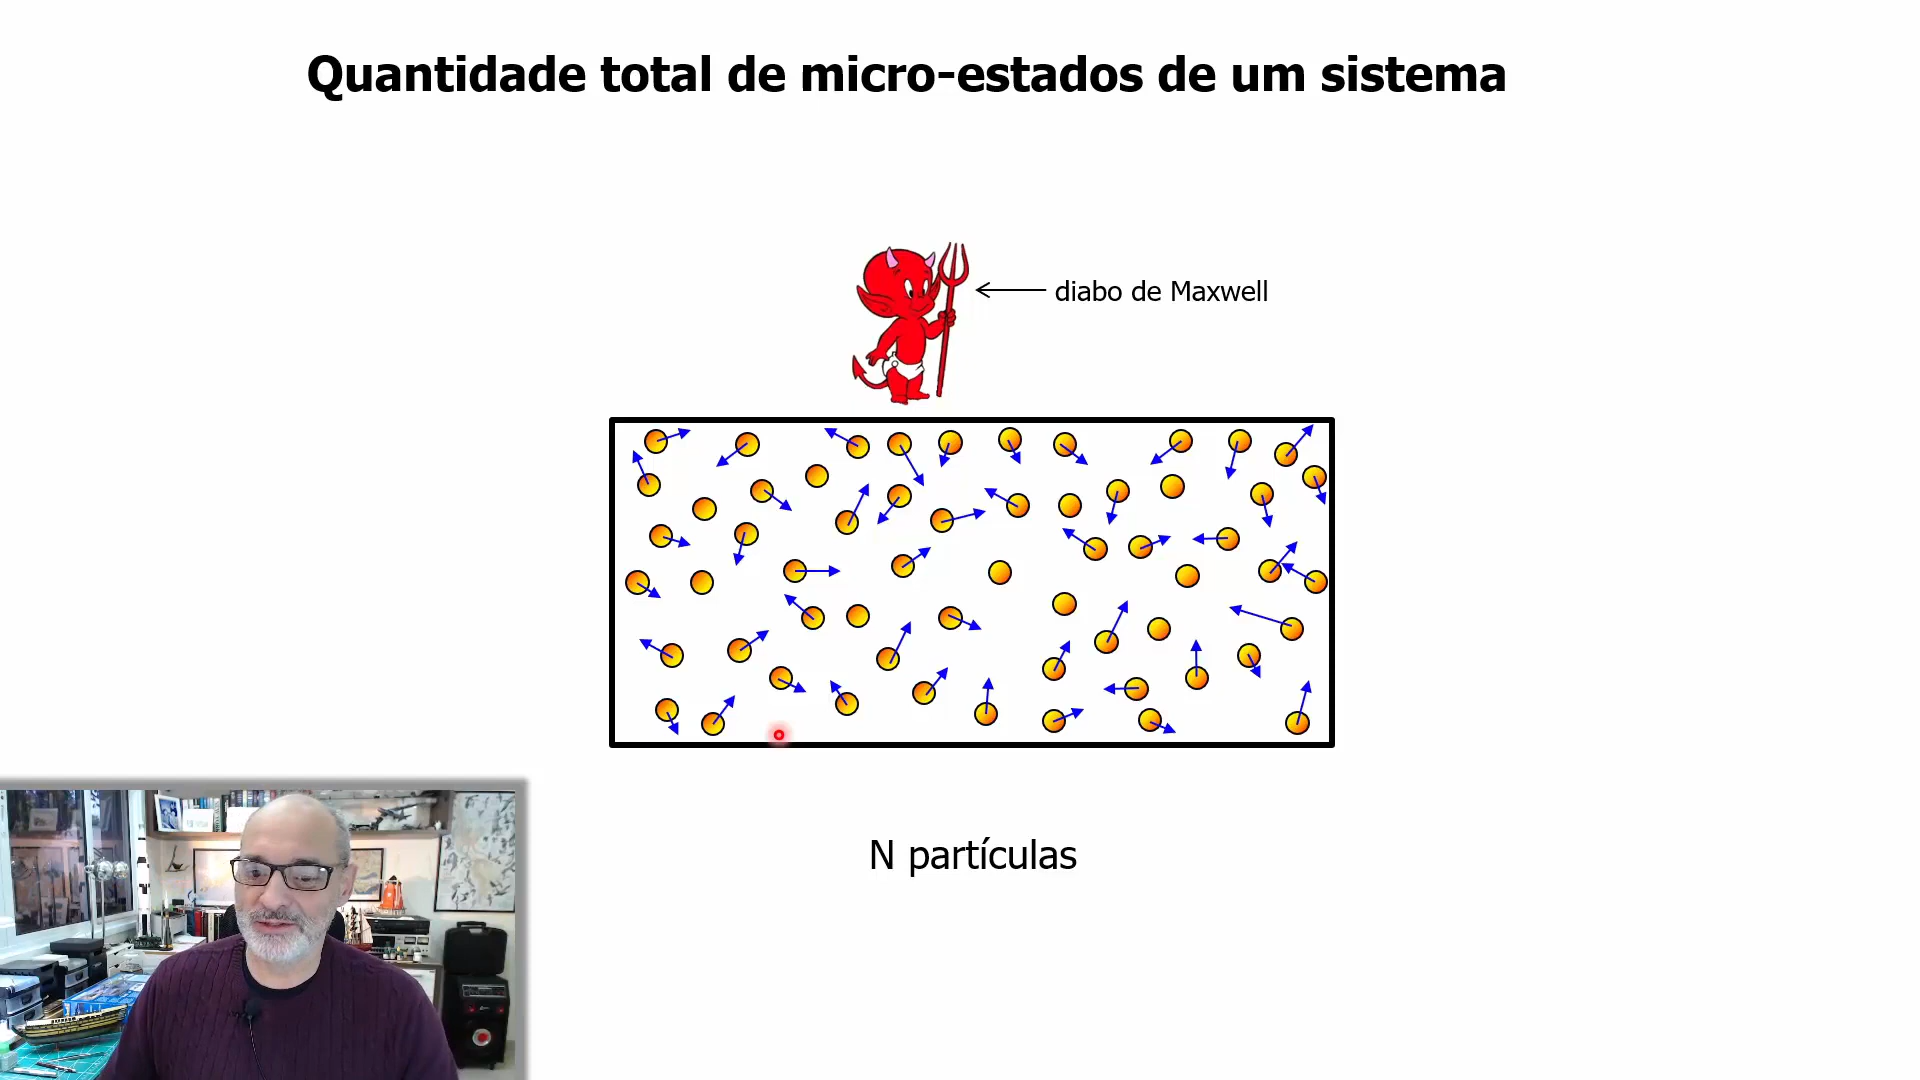 Quantidade total de micro-estados de um sistema
diabo de Maxwell
N partículas